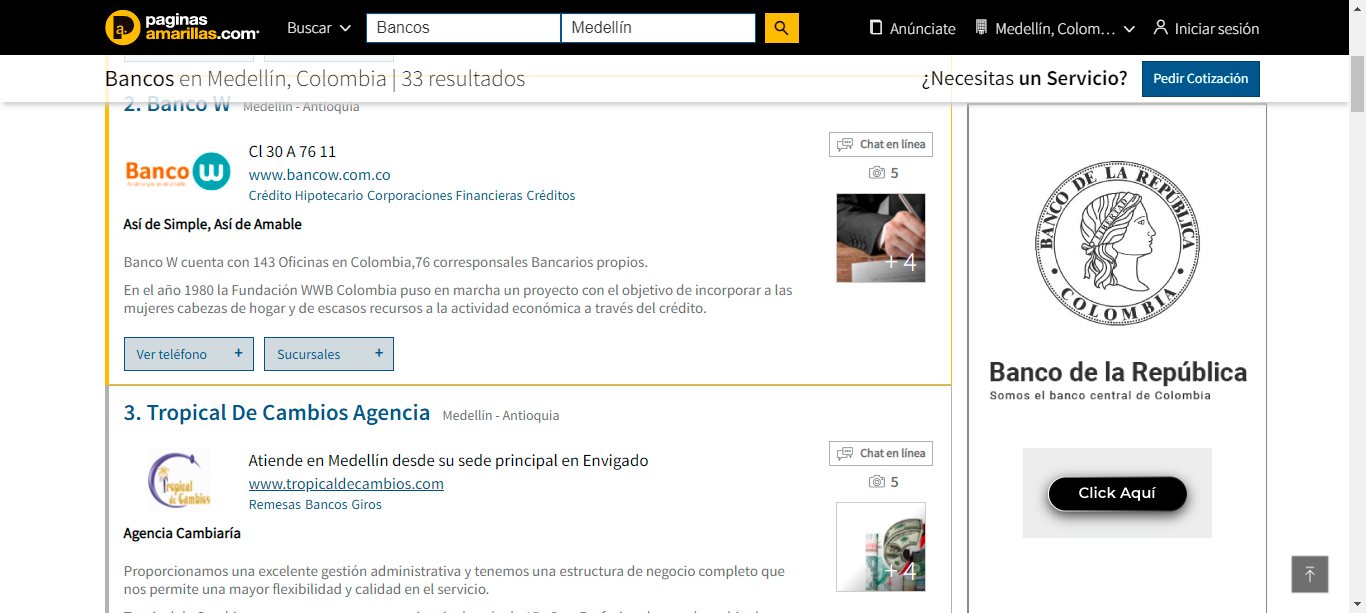 paginas
amarillas.com
Buscar
Bancos
Medellín
Anúnciate
Medellín, Colom…
Iniciar sesión
Bancos en Medellín, Colombia | 33 resultados
¿Necesitas un Servicio?
Pedir Cotización
2. Banco W Medellín - Antioquia
Banco W
Cl 30 A 76 11
www.bancow.com.co
Crédito Hipotecario Corporaciones Financieras Créditos
Chat en línea
5
+ 4
Así de Simple, Así de Amable
Banco W cuenta con 143 Oficinas en Colombia,76 corresponsales Bancarios propios.
En el año 1980 la Fundación WWB Colombia puso en marcha un proyecto con el objetivo de incorporar a las
mujeres cabezas de hogar y de escasos recursos a la actividad económica a través del crédito.
Ver teléfono +
Sucursales +
3. Tropical De Cambios Agencia Medellín - Antioquia
Tropical
de Cambios
Atiende en Medellín desde su sede principal en Envigado
www.tropicaldecambios.com
Remesas Bancos Giros
Chat en línea
5
+ 4
Agencia Cambiaría
Proporcionamos una excelente gestión administrativa y tenemos una estructura de negocio completo que
nos permite una mayor flexibilidad y calidad en el servicio.
BANCO DE LA REPÚBLICA
LIBERTAD
COLOMBIA
Banco de la República
Somos el banco central de Colombia
Click Aquí